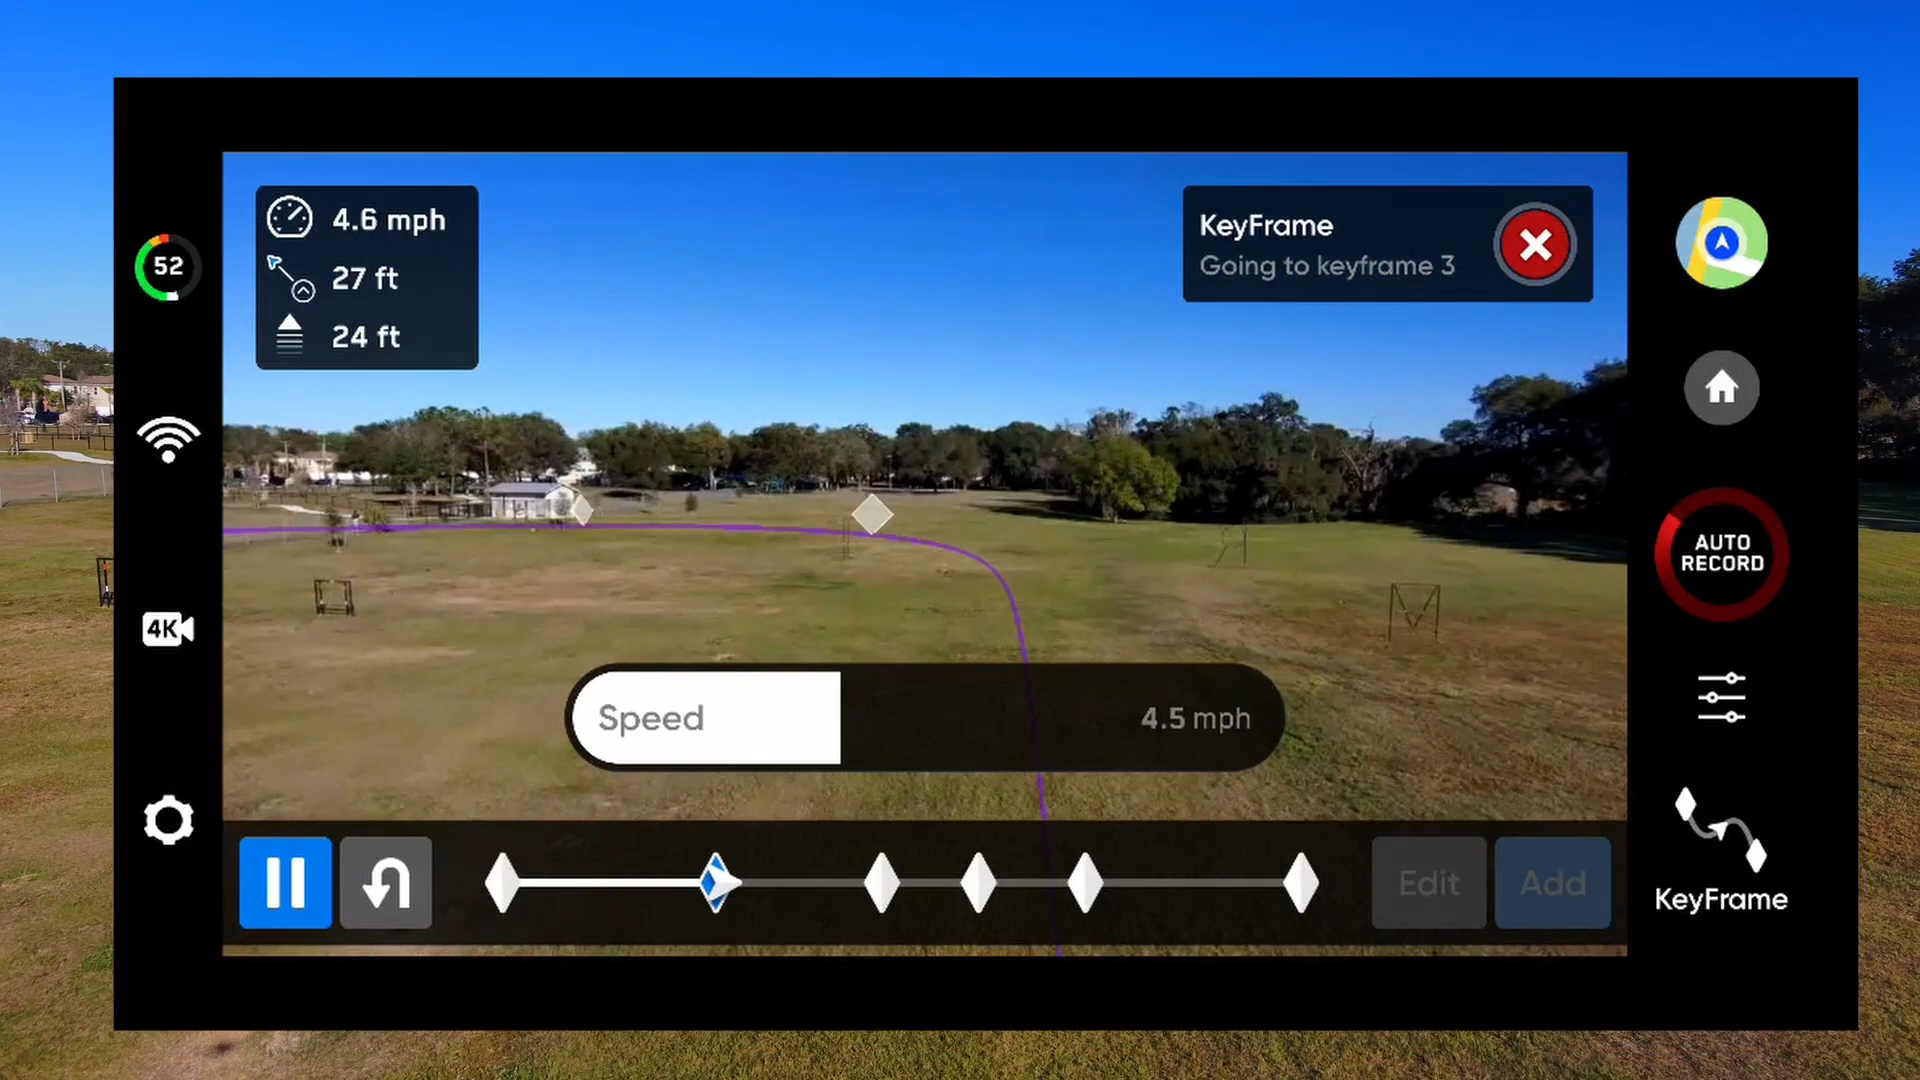 4.6 mph
27 ft
24 ft
KeyFrame
Going to keyframe 3
52
4K
AUTO
RECORD
Speed
4.5 mph
Edit
Add
KeyFrame